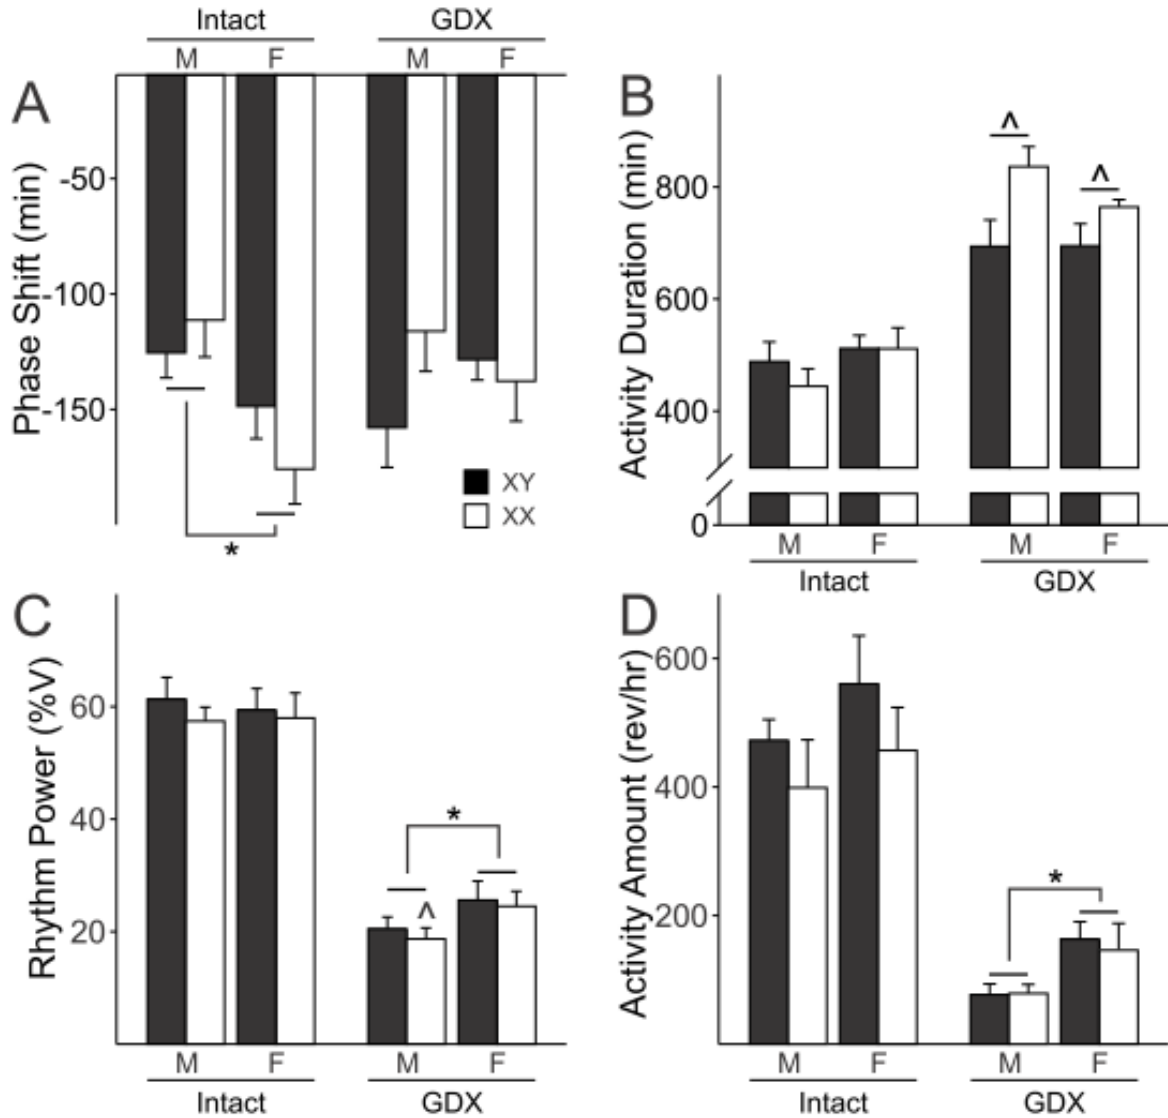 Intact GDX
M F M F
A
Phase Shift (min)
-50
-100
-150
*
XY
XX
B
Activity Duration (min)
800
600
400
0
^
^
M F M F
Intact GDX
C
Rhythm Power (%V)
60
40
20
*
^
M F M F
Intact GDX
D
Activity Amount (rev/hr)
600
400
200
*
M F M F
Intact GDX